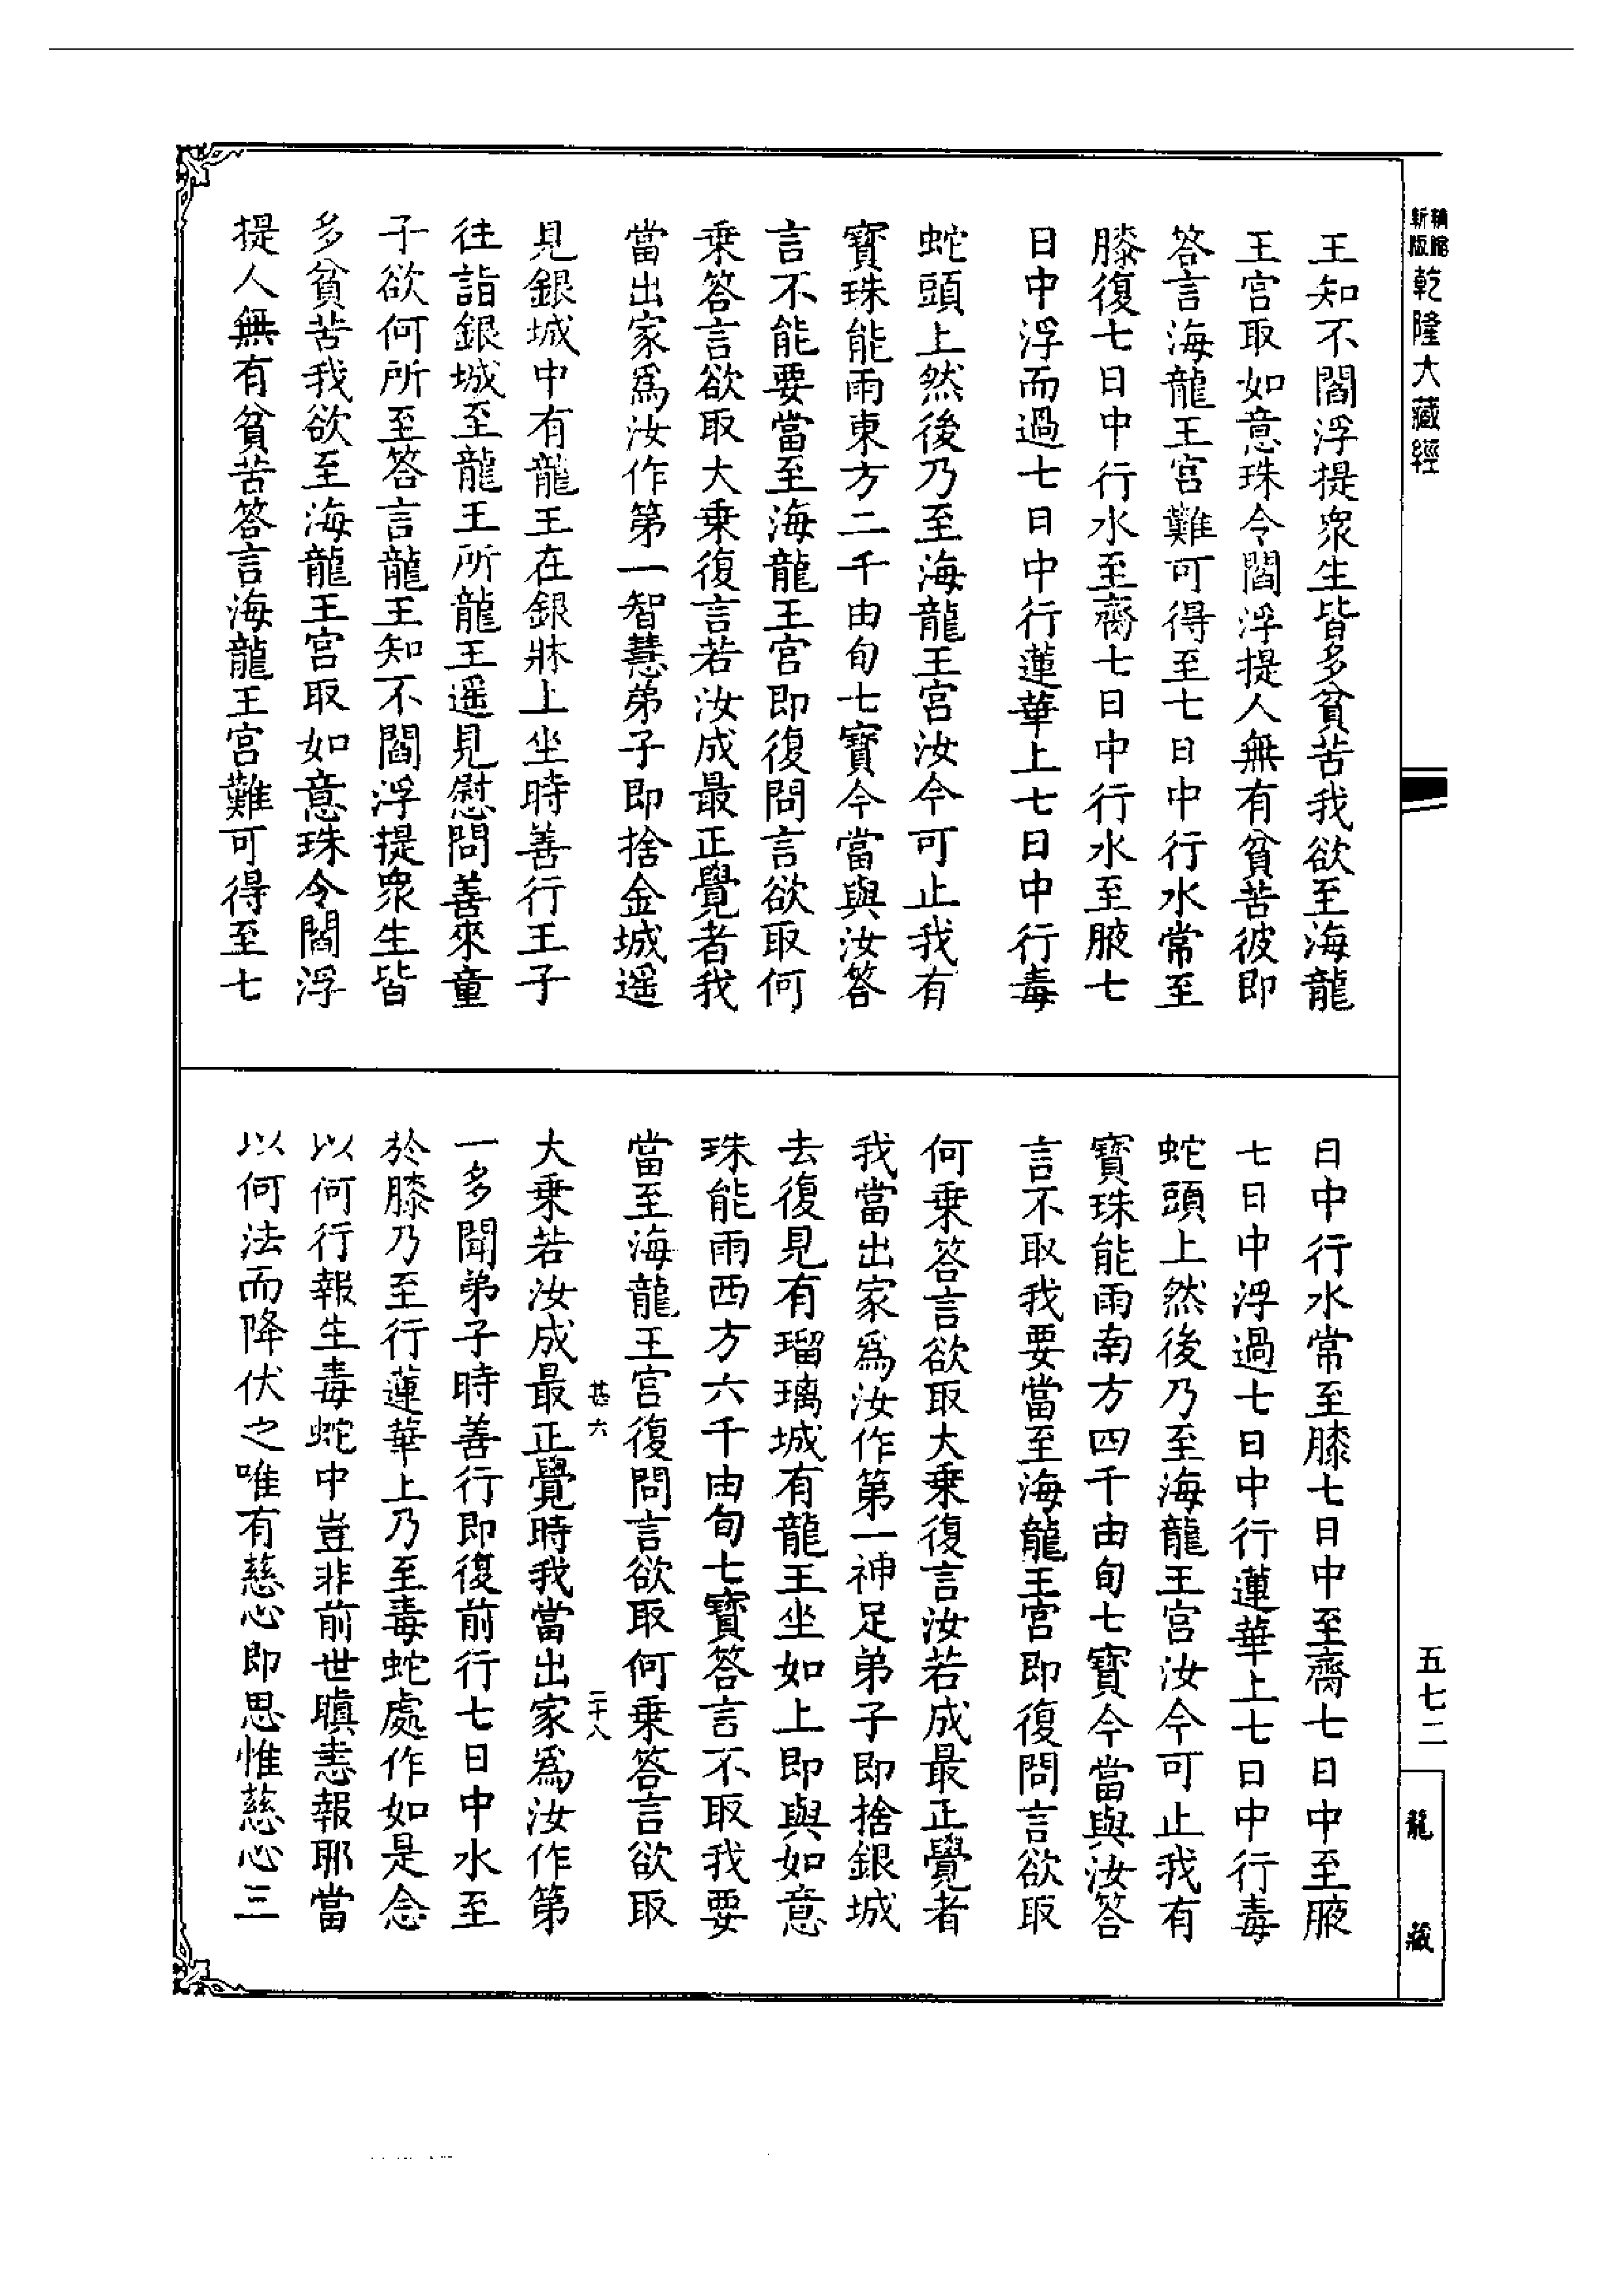 精縮
新版
乾隆大藏經
王知不閻浮提衆生皆多貧苦我欲至海龍
王宮取如意珠令閻浮提人無有貧苦彼即
答言海龍王宮難可得至七日中行水常至
膝復七日中行水至齊七日中行水至腋七
日中浮而過七日中行蓮華上七日中行毒
蛇頭上然後乃至海龍王宮汝今可止我有
寶珠能雨東方二千由旬七寶今當與汝答
言不能要當至海龍王宮即復問言欲取何
乗答言欲取大乗復言若汝成最正覺者我
當出家爲汝作第一智慧弟子即捨金城遥
見銀城中有龍王在銀牀上坐時善行王子
往詣銀城至龍王所龍王遥見慰問善來童
子欲何所至答言龍王知不閻浮提衆生皆
多貧苦我欲至海龍王宮取如意珠令閻浮
提人無有貧苦答言海龍王宮難可得至七
日中行水常至膝七日中至齊七日中至腋
七日中浮過七日中行蓮華上七日中行毒
蛇頭上然後乃至海龍王宮汝今可止我有
寶珠能雨南方四千由旬七寶今當與汝答
言不取我要當至海龍王宮即復問言欲取
何乗答言欲取大乗復言汝若成最正覺者
我當出家爲汝作第一神足弟子即捨銀城
去復見有瑠璃城有龍王坐如上即與如意
珠能雨西方六千由旬七寶答言不取我要
當至海龍王宮復問言欲取何乗答言欲取
甚六
二十八
大乗若汝成最正覺時我當出家爲汝作第
一多聞弟子時善行即復前行七日中水至
於膝乃至行蓮華上乃至毒蛇處作如是念
以何行報生毒蛇中豈非前世瞋恚報耶當
以何法而降伏之唯有慈心即思惟慈心三
五七二
龍藏